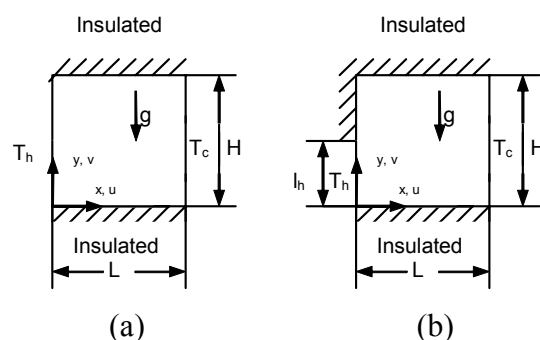 Insulated
g
T_h
y, v
T_c
H
x, u
Insulated
L
(a)
Insulated
g
l_h
T_h
y, v
T_c
H
x, u
Insulated
L
(b)